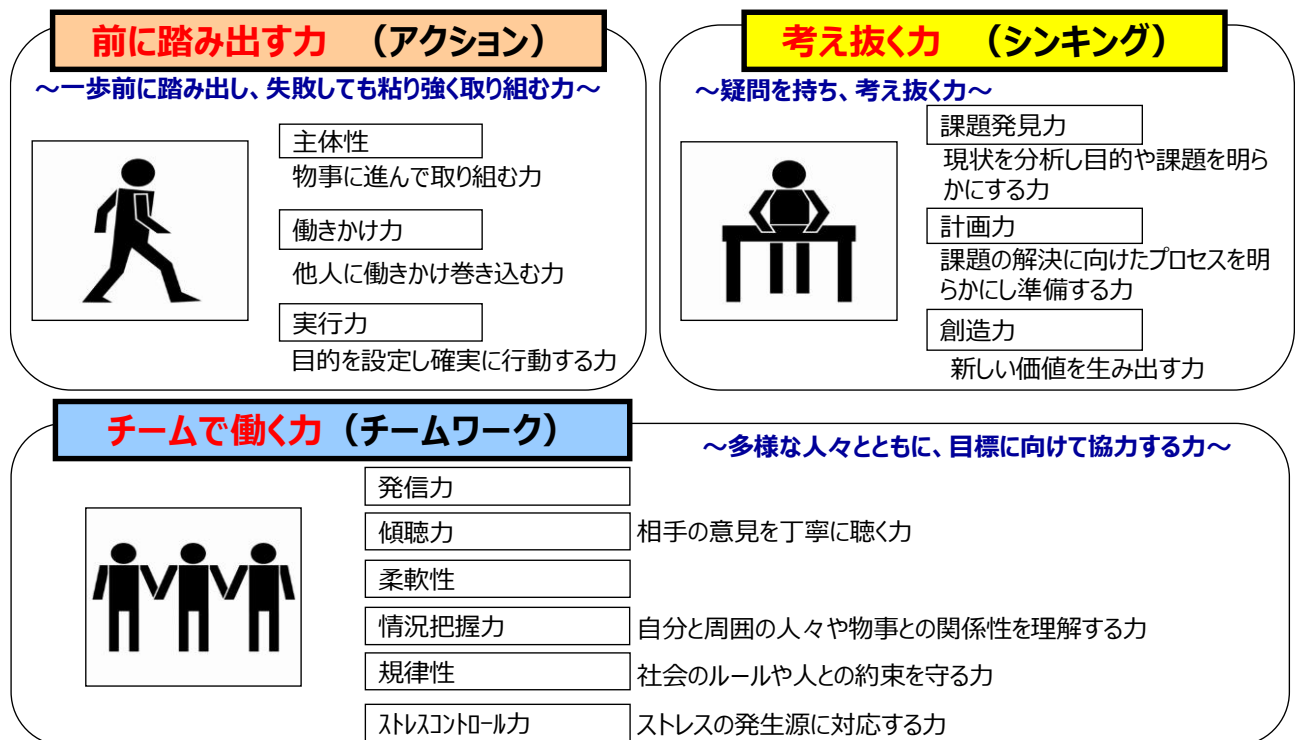 前に踏み出す力 （アクション）
～一歩前に踏み出し、失敗しても粘り強く取り組む力～
主体性
物事に進んで取り組む力
働きかけ力
他人に働きかけ巻き込む力
実行力
目的を設定し確実に行動する力
考え抜く力 （シンキング）
～疑問を持ち、考え抜く力～
課題発見力
現状を分析し目的や課題を明ら
かにする力
計画力
課題の解決に向けたプロセスを明
らかにし準備する力
創造力
新しい価値を生み出す力
チームで働く力（チームワーク）
～多様な人々とともに、目標に向けて協力する力～
発信力
傾聴力 相手の意見を丁寧に聴く力
柔軟性
情況把握力 自分と周囲の人々や物事との関係性を理解する力
規律性 社会のルールや人との約束を守る力
ｽﾄﾚｽｺﾝﾄﾛｰﾙ力 ストレスの発生源に対応する力